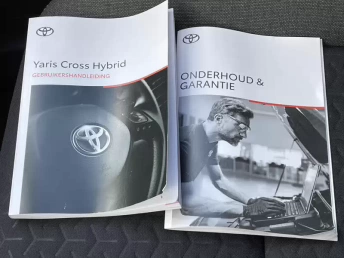 Yaris Cross Hybrid
GEBRUIKERSHANDLEIDING
ONDERHOUD &
GARANTIE